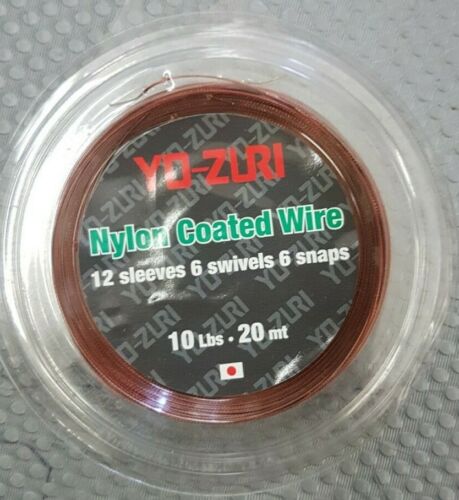 YO-ZURI
Nylon Coated Wire
12 sleeves 6 swivels 6 snaps
10 Lbs • 20 mt